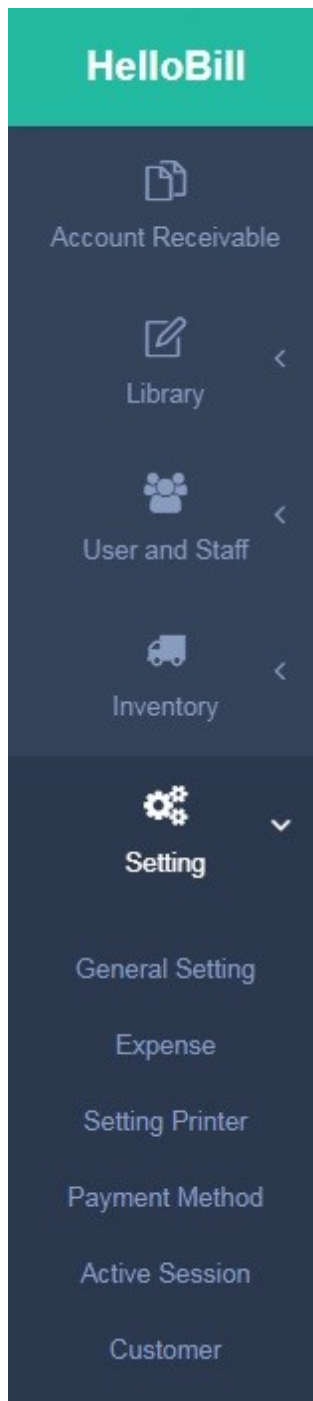 HelloBill
Account Receivable
Library
User and Staff
Inventory
Setting
General Setting
Expense
Setting Printer
Payment Method
Active Session
Customer